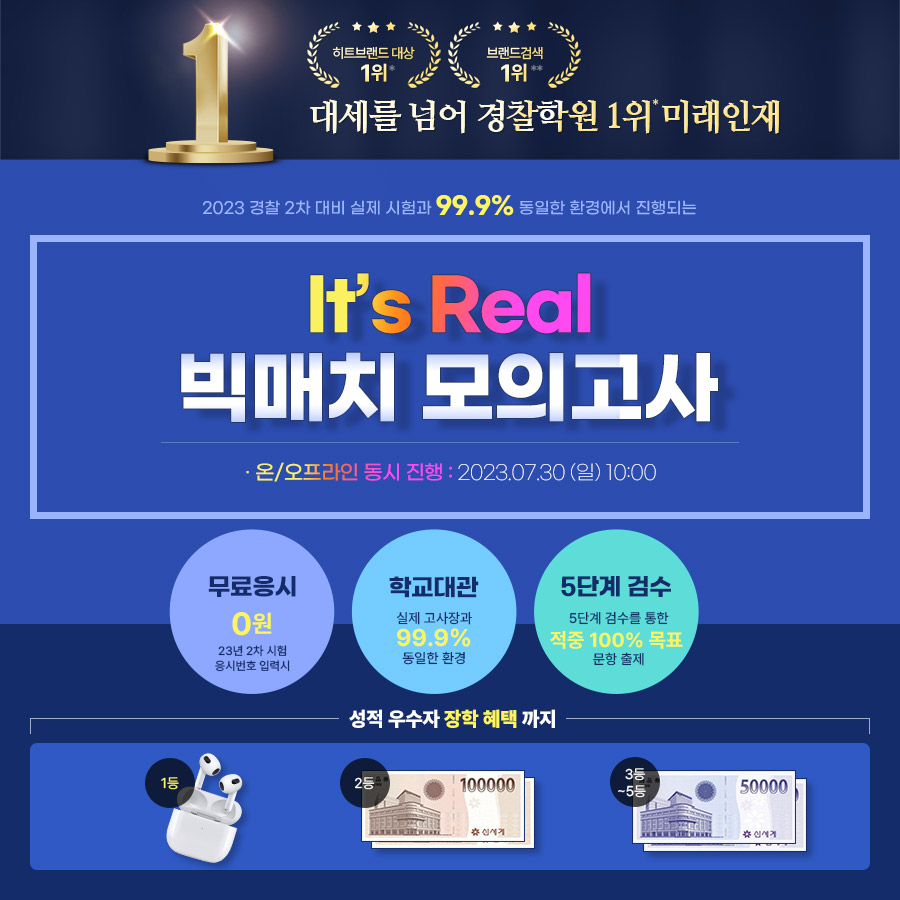 1
히트브랜드 대상
1위*
브랜드검색
1위**
대세를 넘어 경찰학원 1위* 미래인재
2023 경찰 2차 대비 실제 시험과 99.9% 동일한 환경에서 진행되는
It's Real
빅매치 모의고사
· 온/오프라인 동시 진행 : 2023.07.30 (일) 10:00
무료응시
0원
23년 2차 시험
응시번호 입력시
학교대관
실제 고사장과
99.9%
동일한 환경
5단계 검수
5단계 검수를 통한
적중 100% 목표
문항 출제
성적 우수자 장학 혜택 까지
1등
2등
100000
신세계
3등
~5등
50000
신세계